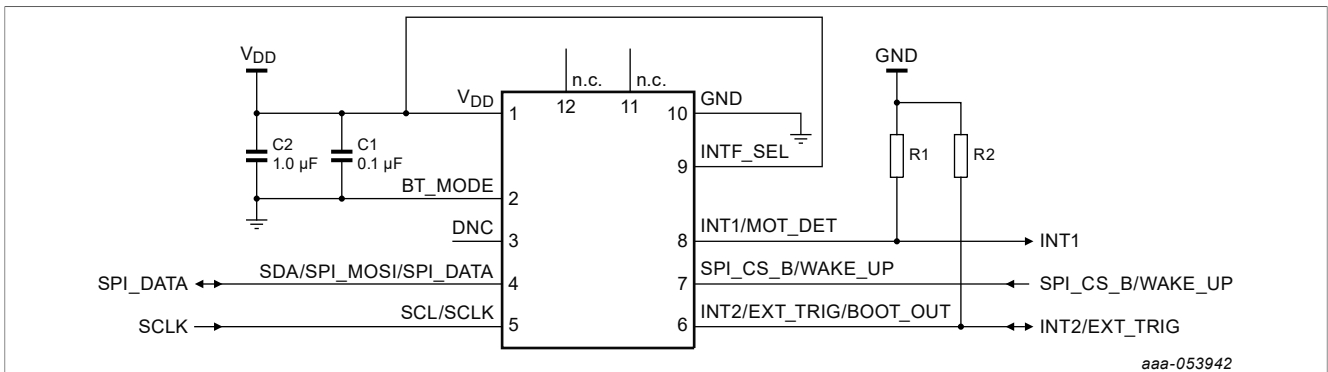 VDD
GND
n.c.
n.c.
VDD
1
12
11
10
GND
C2
1.0 µF
C1
0.1 µF
R1
R2
INTF_SEL
9
BT_MODE
2
DNC
3
INT1/MOT_DET
8
INT1
SPI_DATA
SDA/SPI_MOSI/SPI_DATA
4
SPI_CS_B/WAKE_UP
7
SPI_CS_B/WAKE_UP
SCLK
SCL/SCLK
5
INT2/EXT_TRIG/BOOT_OUT
6
INT2/EXT_TRIG
aaa-053942